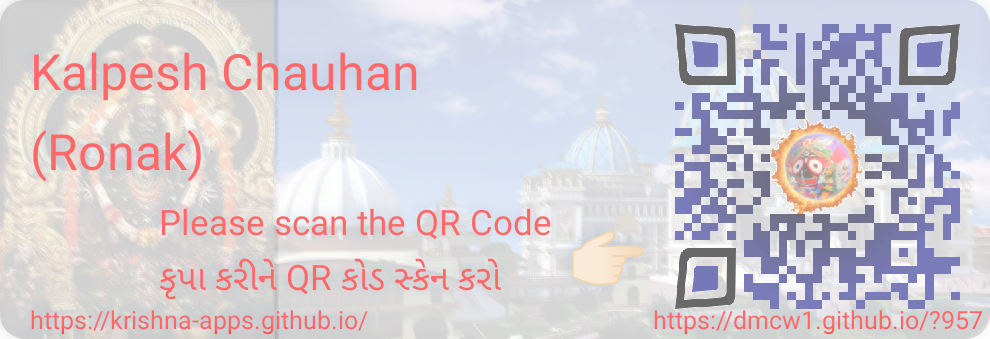 Kalpesh Chauhan
(Ronak)
Please scan the QR Code
કૃપા કરીને QR કોડ સ્કેન કરો
https://krishna-apps.github.io/
https://dmcw1.github.io/?957